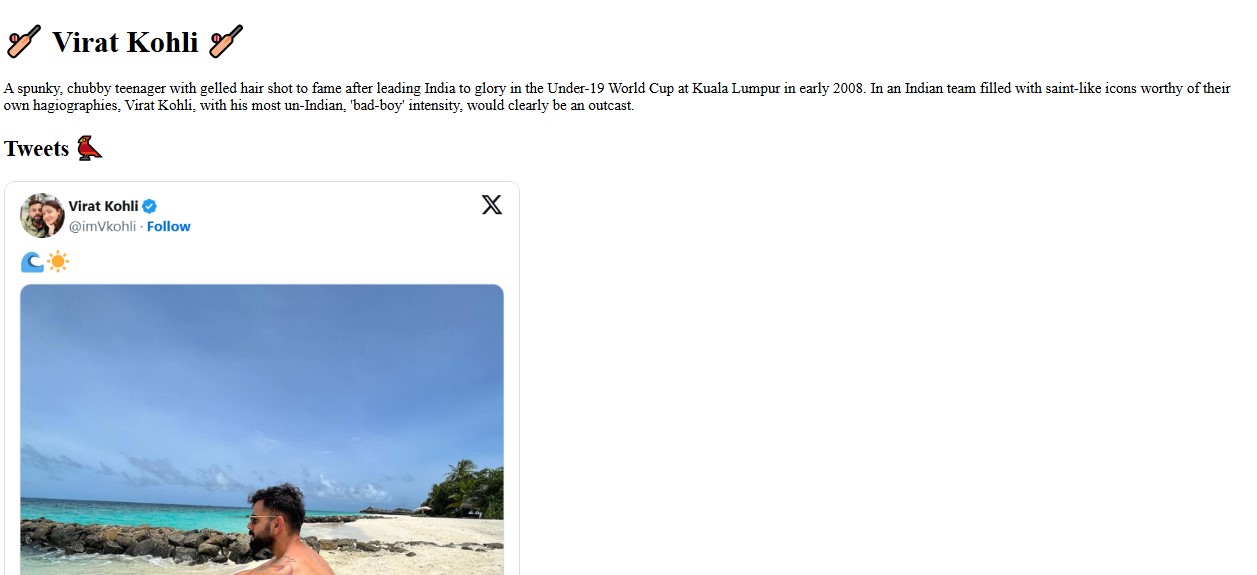 Virat Kohli
A spunky, chubby teenager with gelled hair shot to fame after leading India to glory in the Under-19 World Cup at Kuala Lumpur in early 2008. In an Indian team filled with saint-like icons worthy of their
own hagiographies, Virat Kohli, with his most un-Indian, 'bad-boy' intensity, would clearly be an outcast.
Tweets
Virat Kohli
@imVkohli · Follow